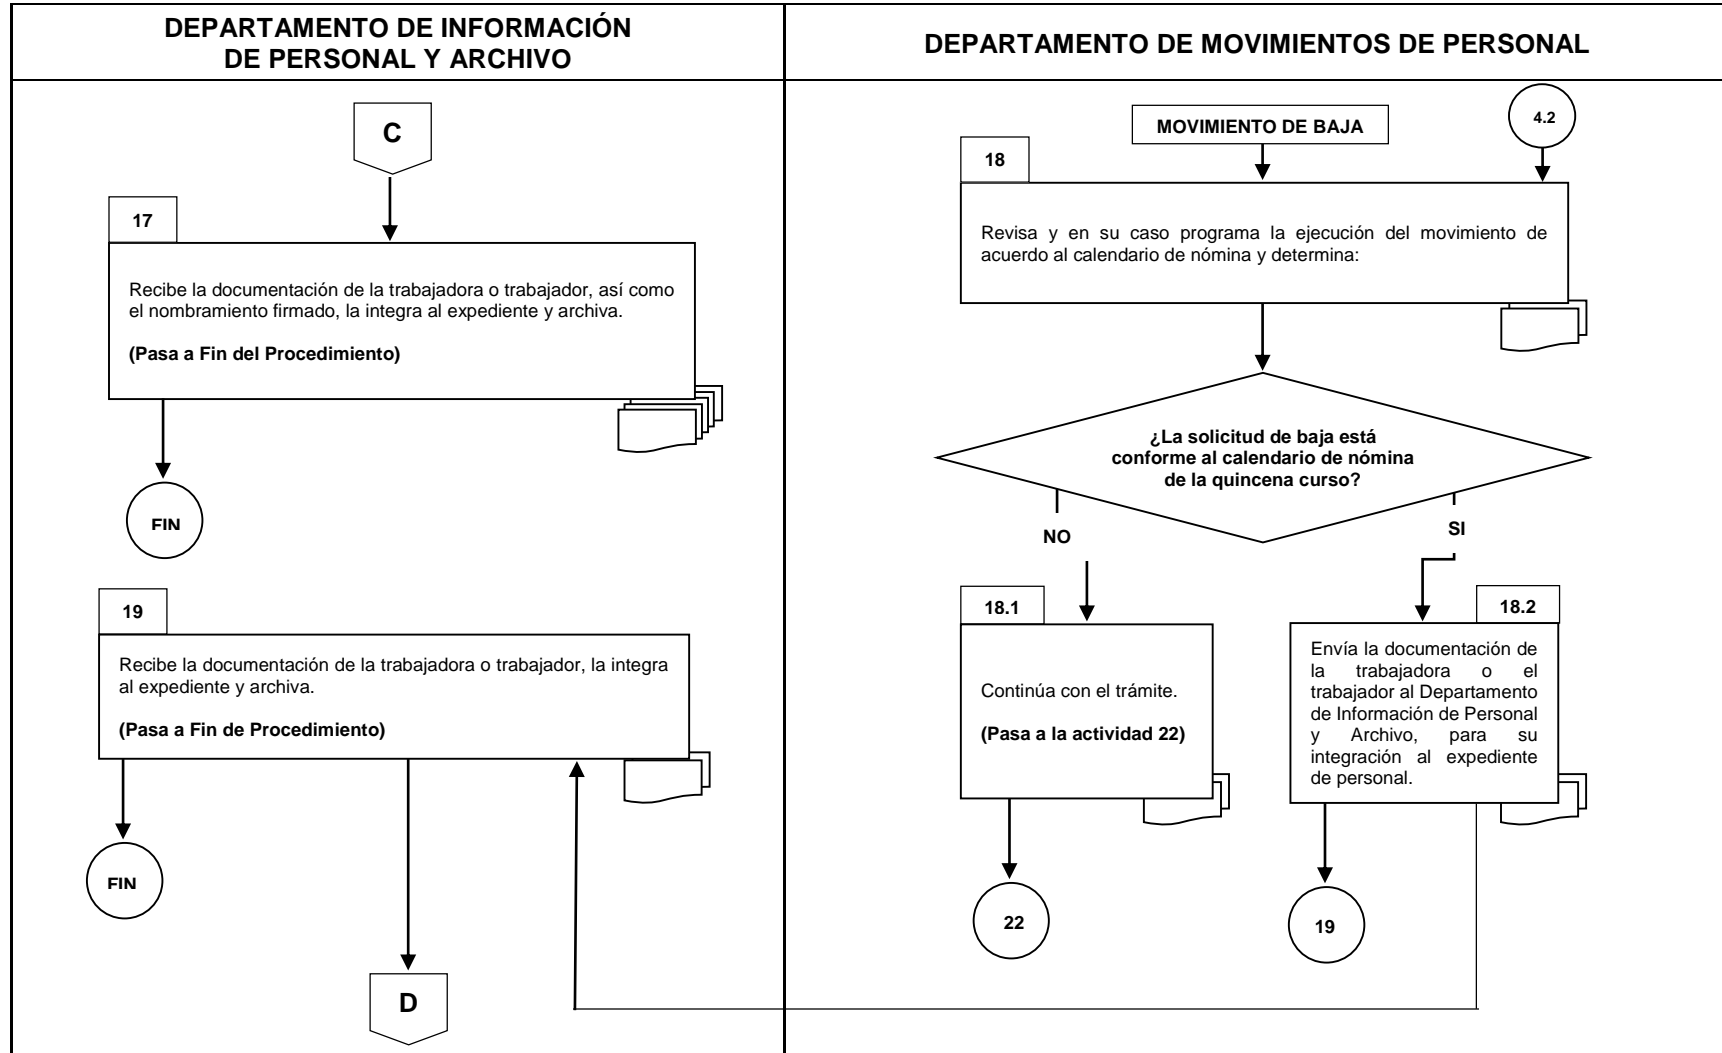 DEPARTAMENTO DE INFORMACIÓN
DE PERSONAL Y ARCHIVO
DEPARTAMENTO DE MOVIMIENTOS DE PERSONAL
C
17
Recibe la documentación de la trabajadora o trabajador, así como
el nombramiento firmado, la integra al expediente y archiva.
(Pasa a Fin del Procedimiento)
FIN
19
Recibe la documentación de la trabajadora o trabajador, la integra
al expediente y archiva.
(Pasa a Fin de Procedimiento)
FIN
D
MOVIMIENTO DE BAJA
4.2
18
Revisa y en su caso programa la ejecución del movimiento de
acuerdo al calendario de nómina y determina:
¿La solicitud de baja está
conforme al calendario de nómina
de la quincena curso?
NO
SI
18.1
Continúa con el trámite.
(Pasa a la actividad 22)
22
18.2
Envía la documentación de
la trabajadora o el
trabajador al Departamento
de Información de Personal
y Archivo, para su
integración al expediente
de personal.
19